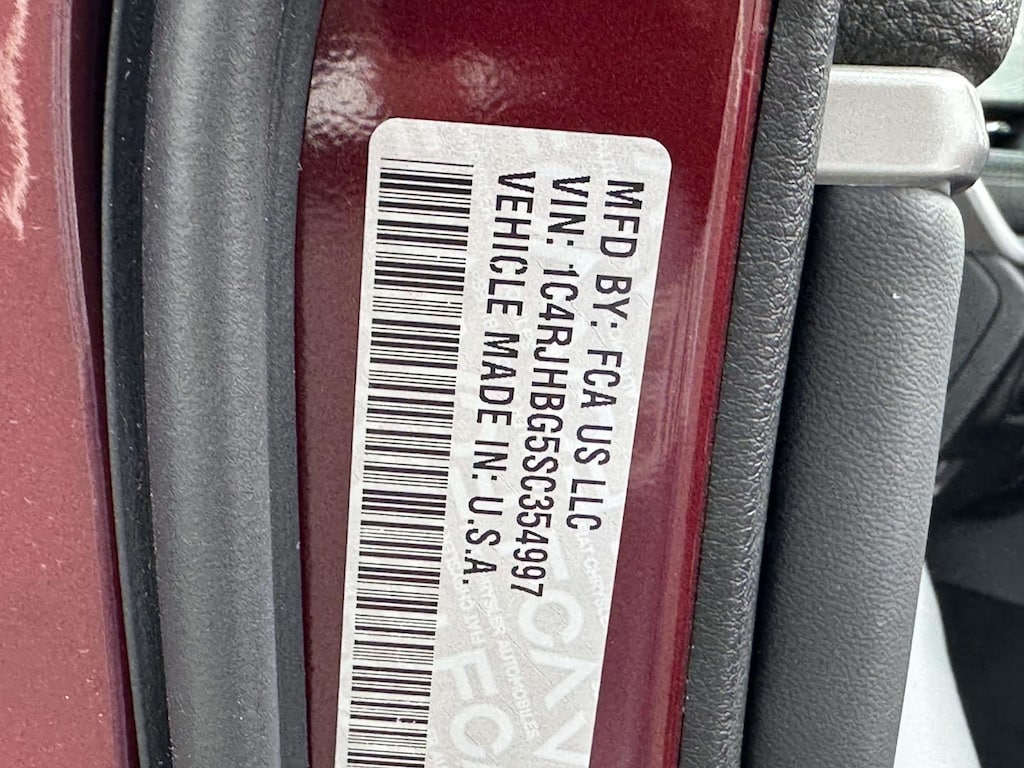 MFD BY: FCA US LLC
VIN: 1C4RJHBG5SC354997
VEHICLE MADE IN: U.S.A.